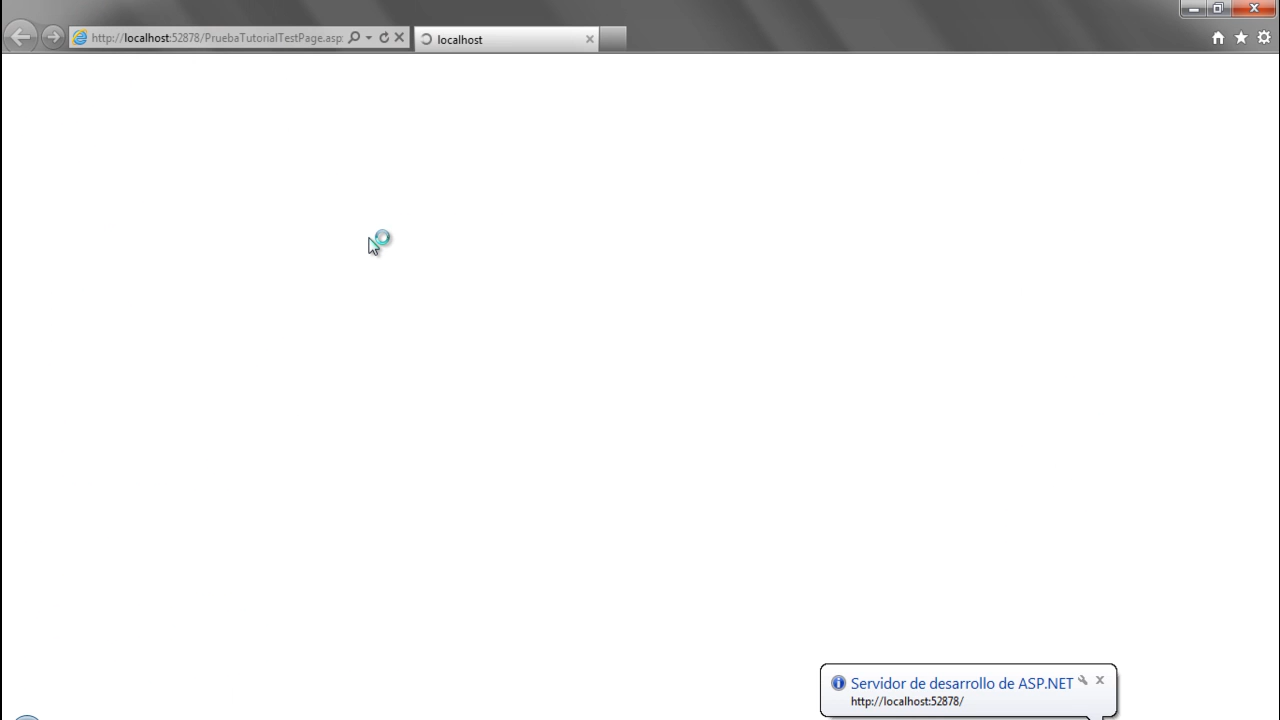 http://localhost:52878/PruebaTutorialTestPage.asp
localhost
Servidor de desarrollo de ASP.NET
http://localhost:52878/